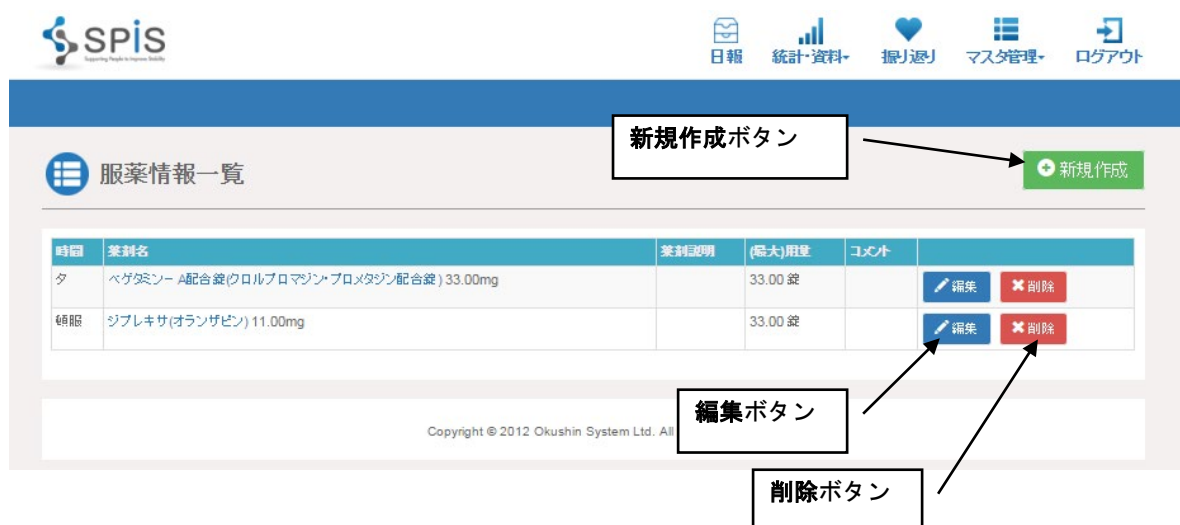 SPiS
Supporting People to Improve Stability
日報 統計・資料 振り返り マスタ管理 ログアウト
新規作成ボタン
服薬情報一覧
新規作成
時間 薬剤名 薬剤説明 (最大)用量 コメント
夕 ベゲタミンー A配合錠(クロルプロマジン・プロメタジン配合錠) 33.00mg 33.00 錠 編集 削除
頓服 ジプレキサ(オランザピン) 11.00mg 33.00 錠 編集 削除
編集ボタン
Copyright © 2012 Okushin System Ltd. All
削除ボタン